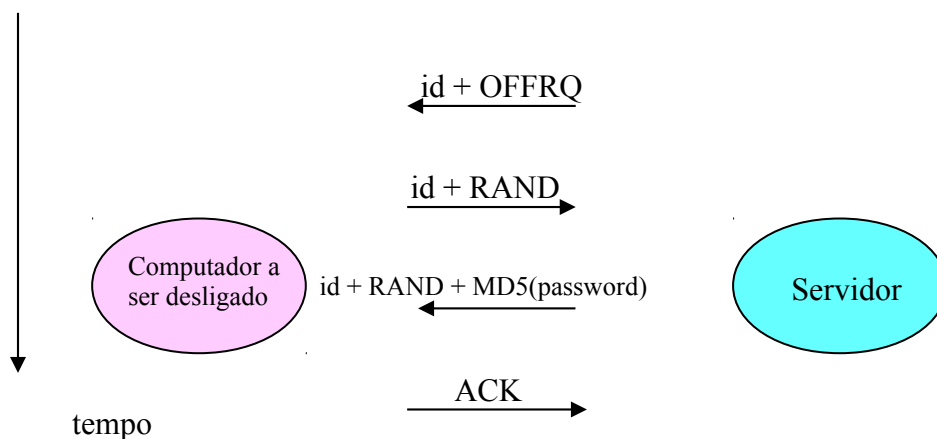 id + OFFRQ
id + RAND
Computador a
ser desligado
id + RAND + MD5(password)
Servidor
ACK
tempo